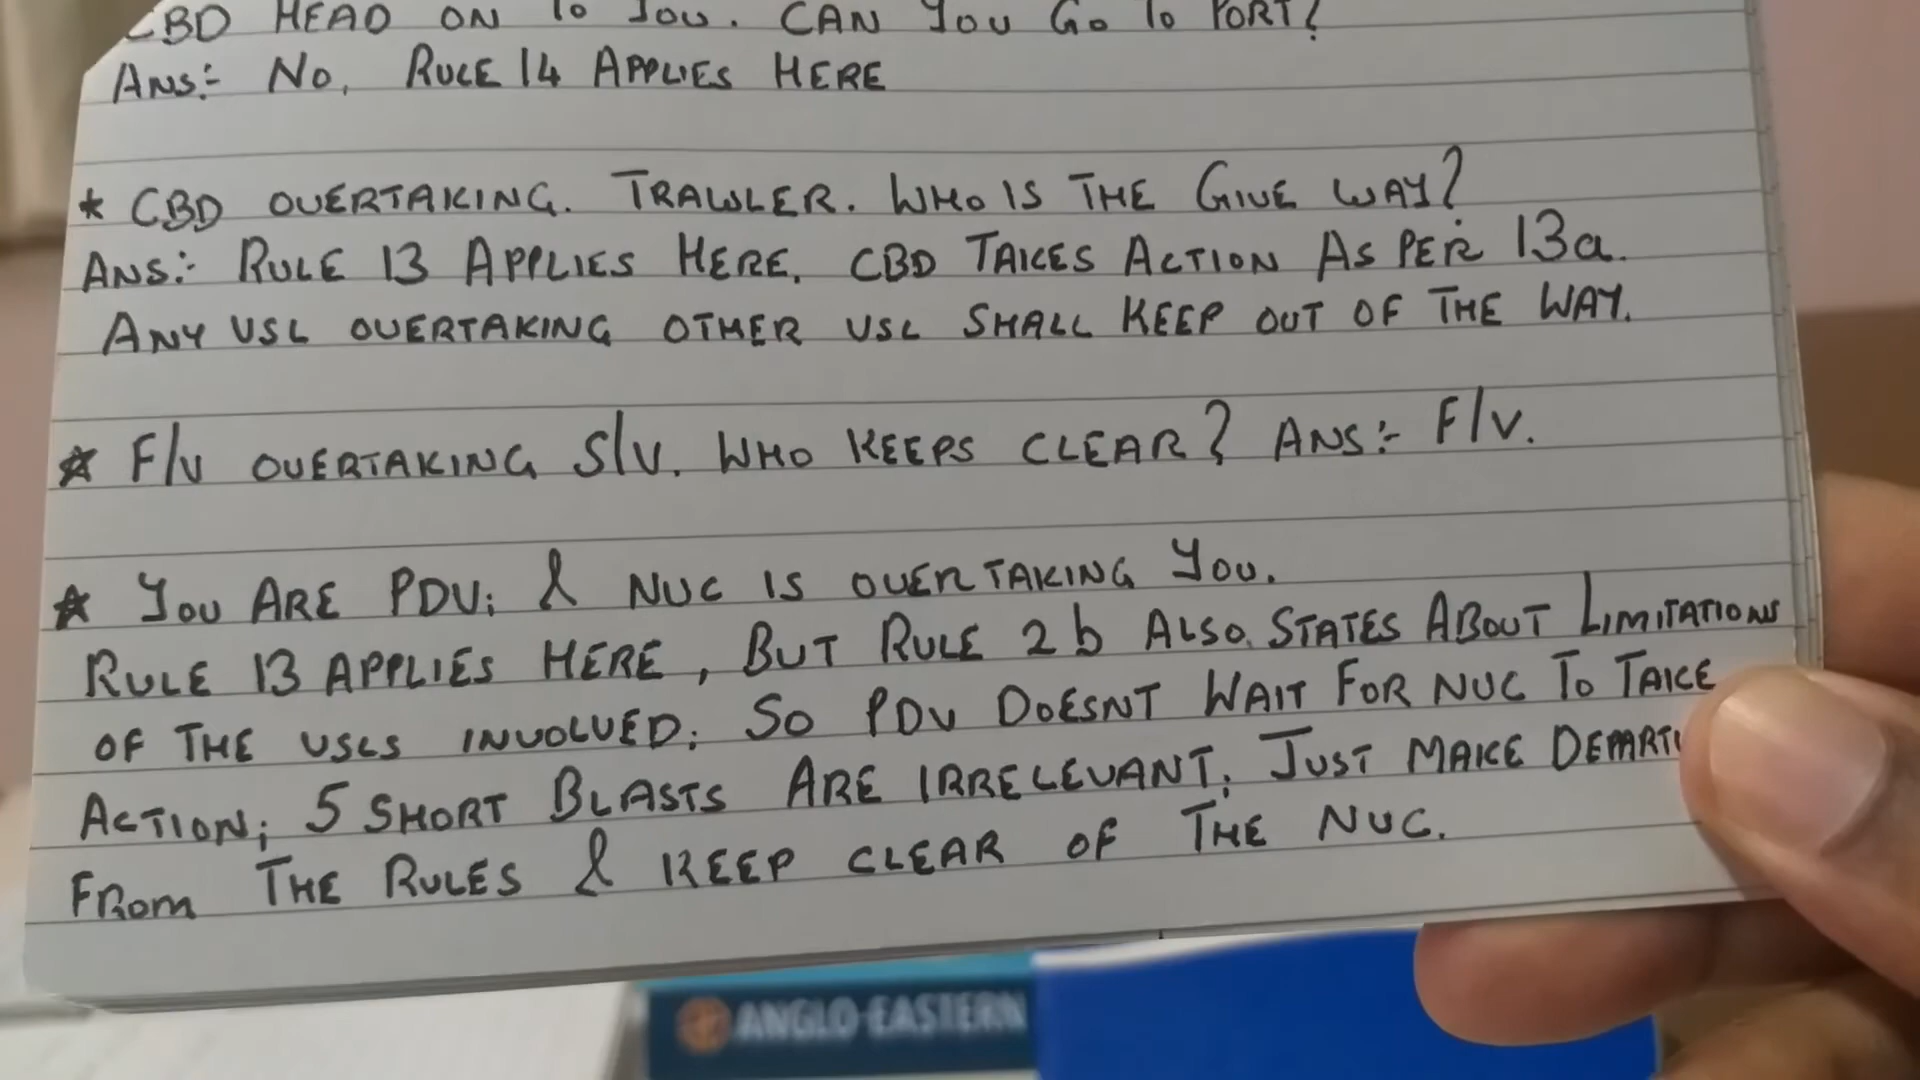 CBD HEAD ON TO YOU. CAN YOU GO TO PORT?
ANS:- NO, RULE 14 APPLIES HERE
* CBD OVERTAKING. TRAWLER. WHO IS THE GIVE WAY?
ANS:- RULE 13 APPLIES HERE. CBD TAKES ACTION AS PER 13a.
ANY VSL OVERTAKING OTHER VSL SHALL KEEP OUT OF THE WAY.
* F/V OVERTAKING S/V. WHO KEEPS CLEAR? ANS:- F/V.
* YOU ARE PDV; & NUC IS OVERTAKING YOU.
RULE 13 APPLIES HERE, BUT RULE 2b ALSO STATES ABOUT LIMITATIONS
OF THE VSLS INVOLVED; SO PDV DOESNT WAIT FOR NUC TO TAKE
ACTION; 5 SHORT BLASTS ARE IRRELEVANT; JUST MAKE
FROM THE RULES & KEEP CLEAR OF THE NUC.
ANGLO-EASTERN